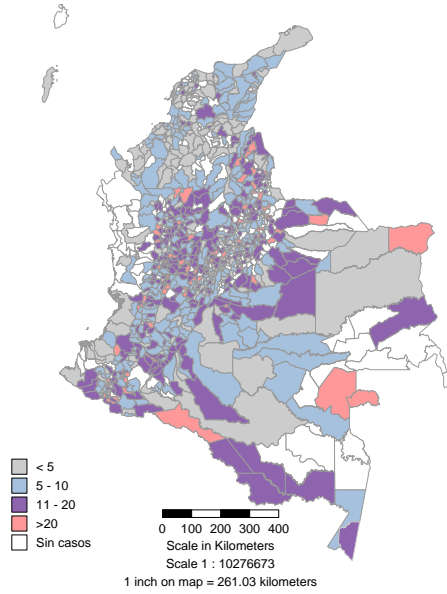 < 5
5 - 10
11 - 20
>20
Sin casos
0 100 200 300 400
Scale in Kilometers
Scale 1 : 10276673
1 inch on map = 261.03 kilometers